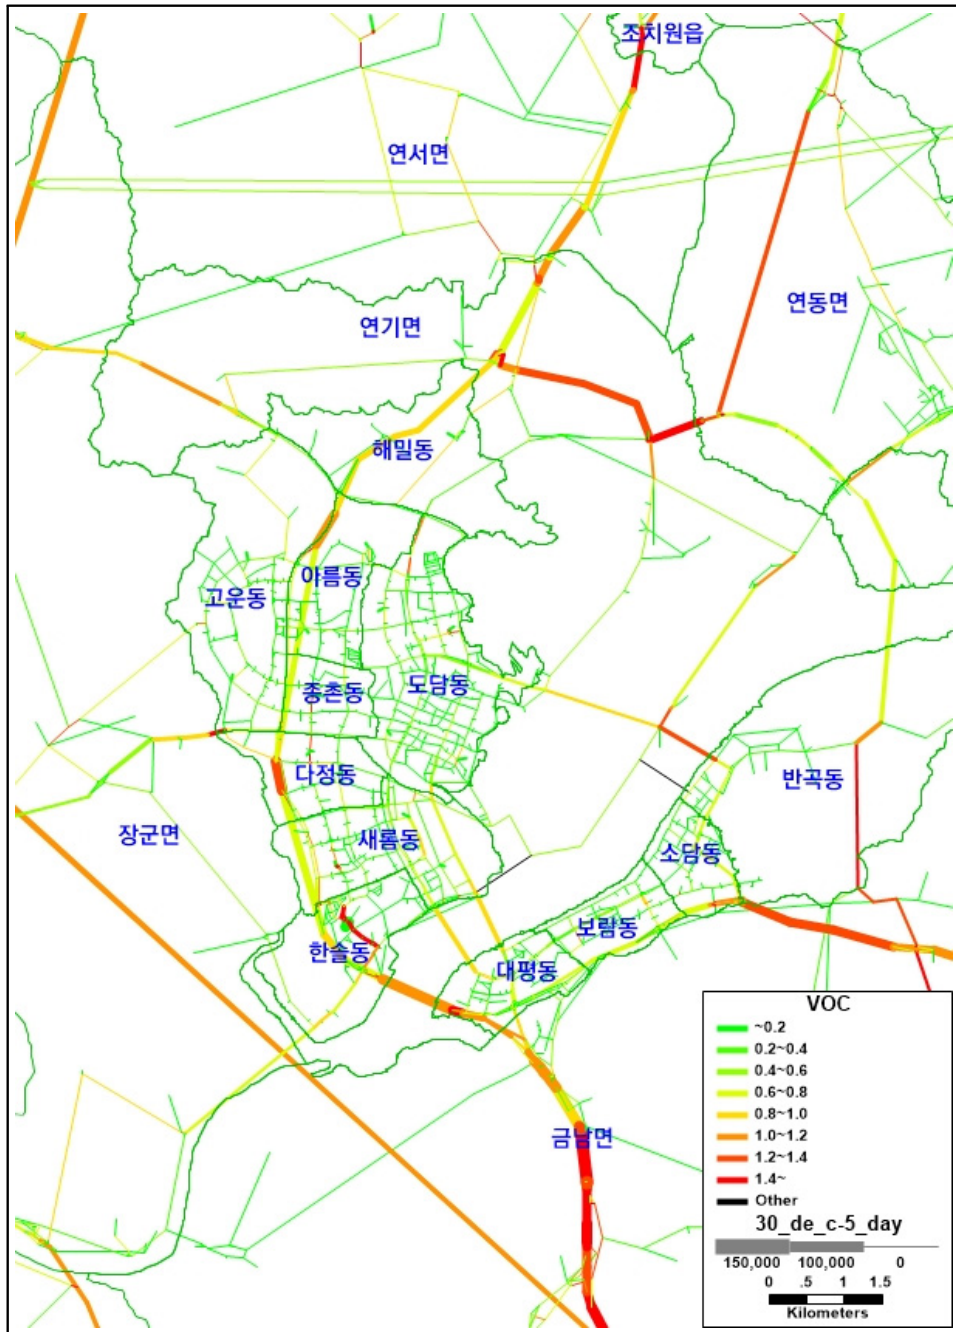 조치원읍
연서면
연동면
연기면
해밀동
아름동
고운동
종촌동
도담동
다정동
반곡동
장군면
새롬동
소담동
보람동
한솔동
대평동
금남면
VOC
~0.2
0.2~0.4
0.4~0.6
0.6~0.8
0.8~1.0
1.0~1.2
1.2~1.4
1.4~
Other
30_de_c-5_day
150,000 100,000 0
0 .5 1 1.5
Kilometers